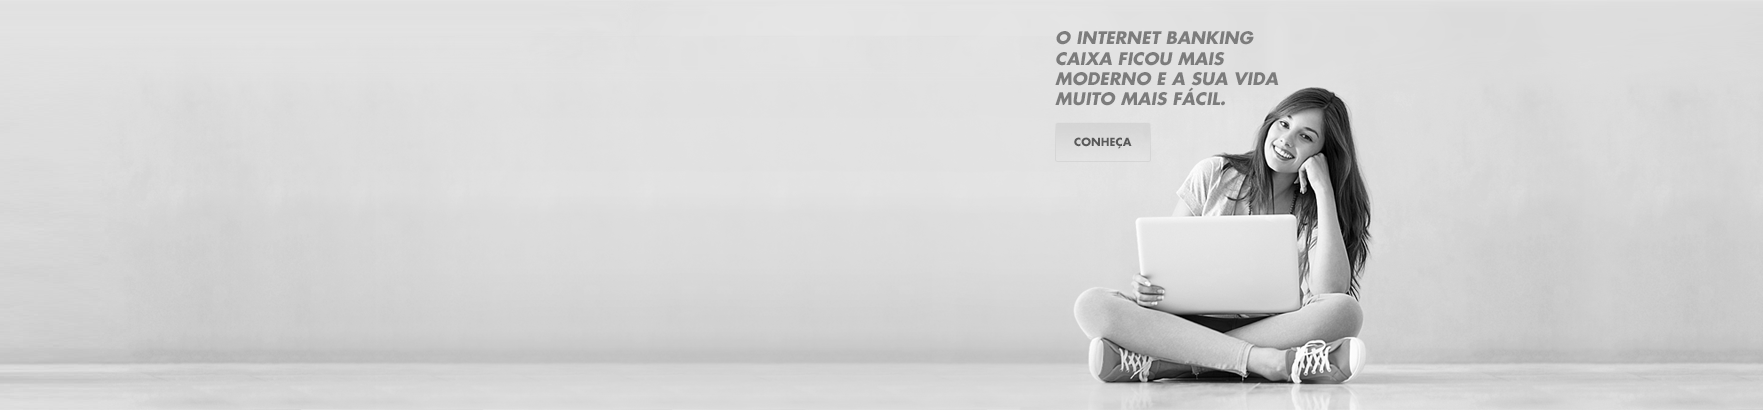 O INTERNET BANKING
CAIXA FICOU MAIS
MODERNO E A SUA VIDA
MUITO MAIS FÁCIL.
CONHEÇA